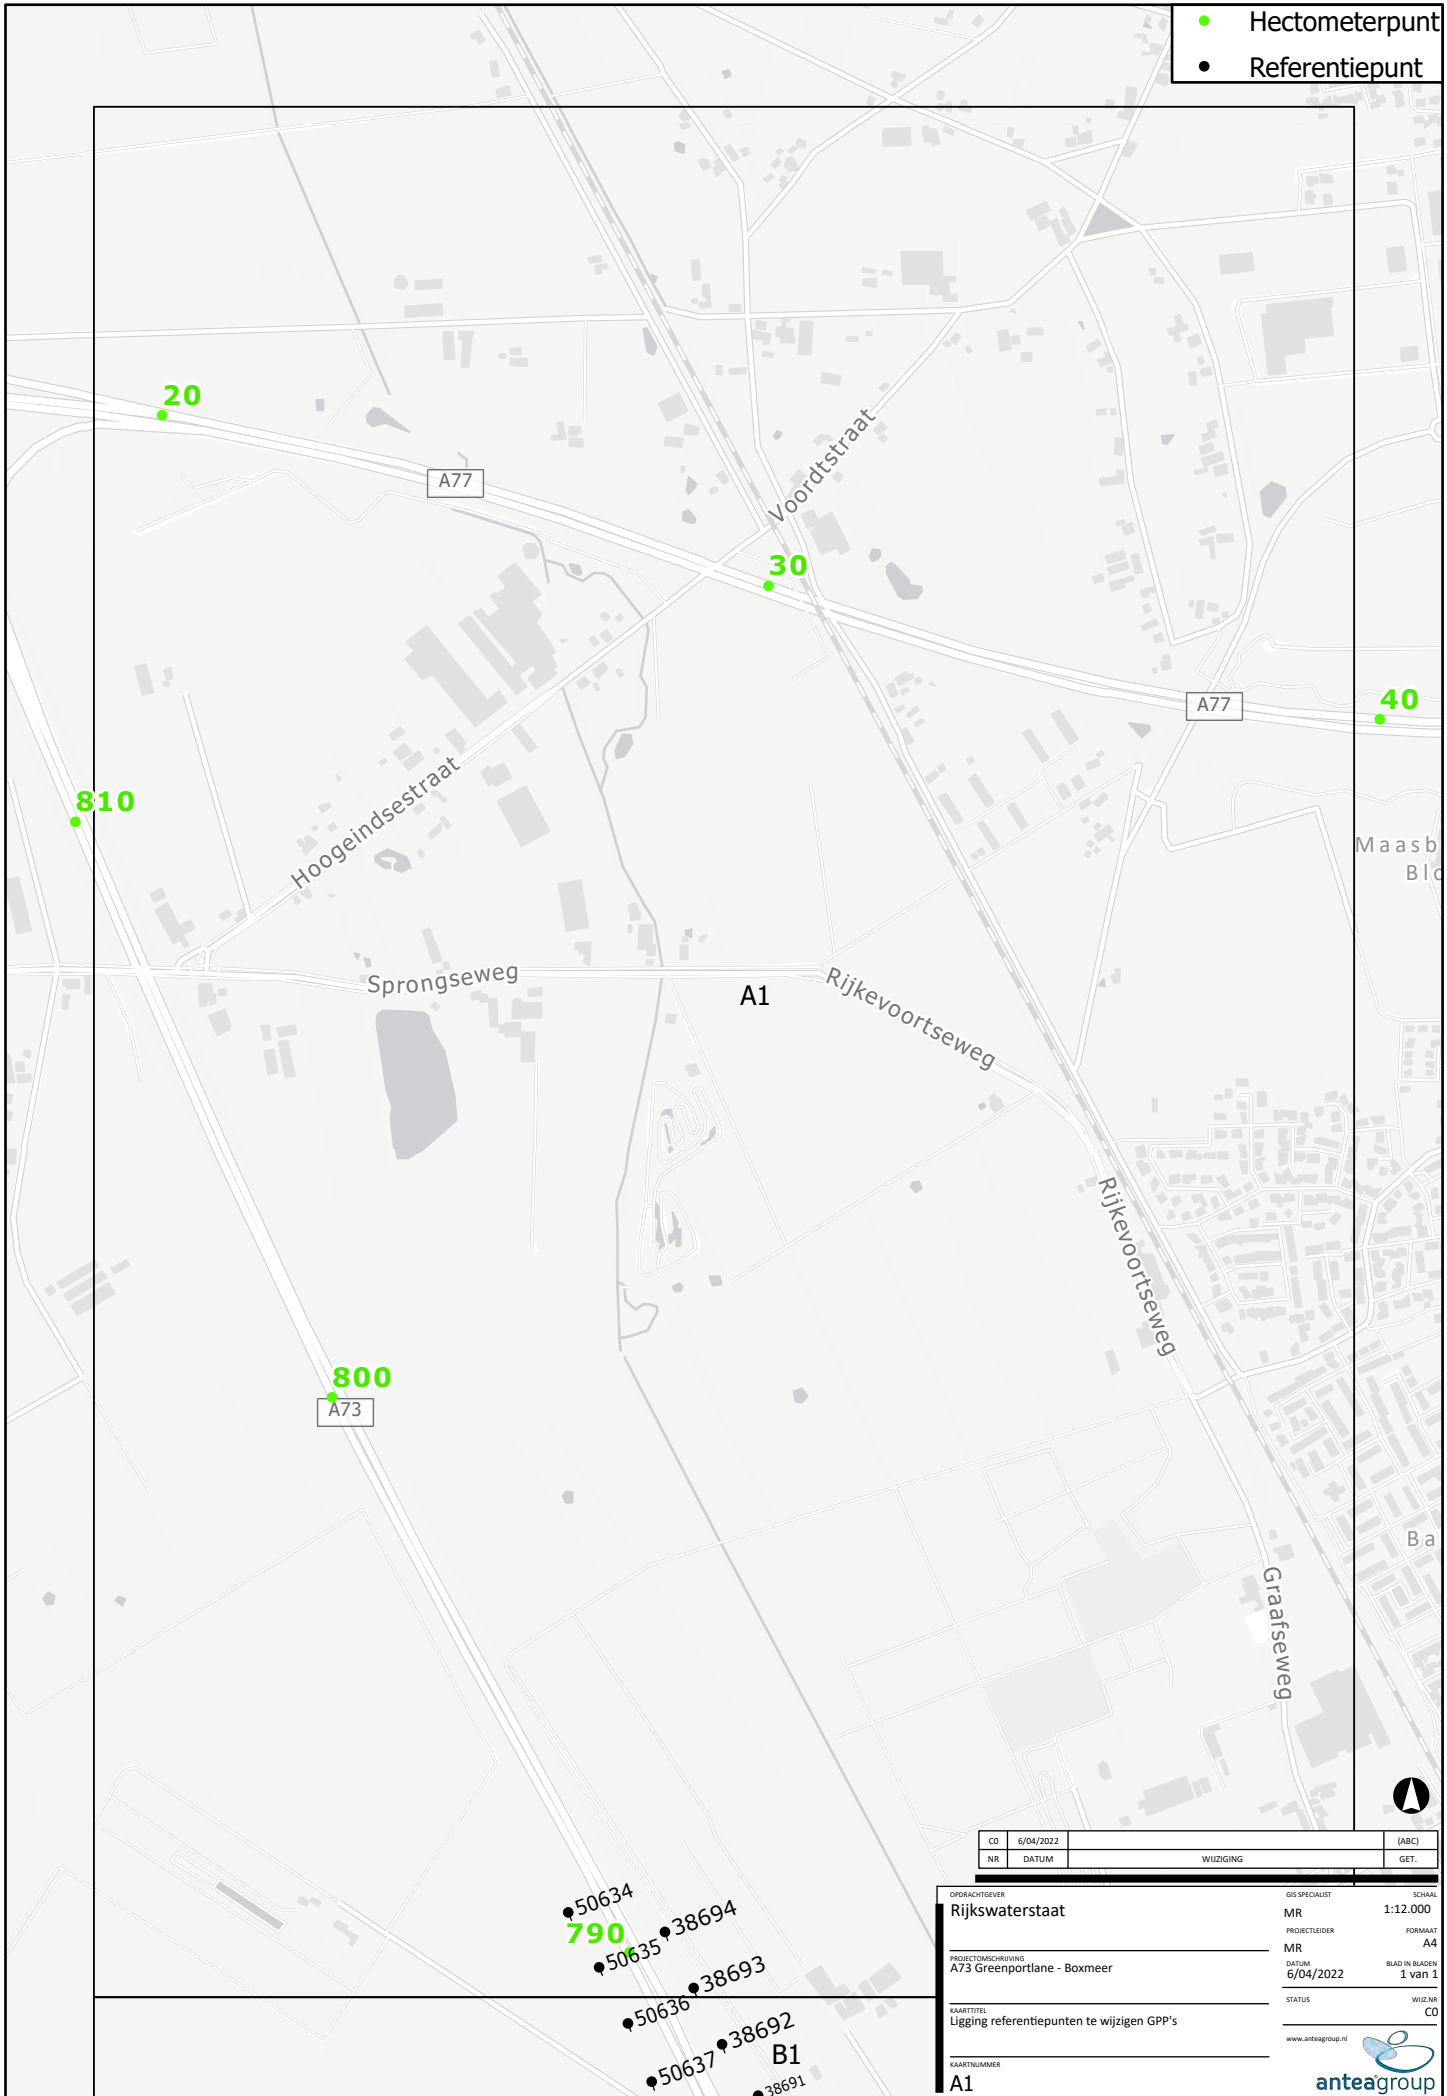 Hectometerpunt
Referentiepunt
20
A77
Voordtstraat
30
A77
40
810
Hoogeindsestraat
Maasb
Blo
Sprongseweg
A1
Rijkevoortseweg
Rijkevoortseweg
800
A73
Ba
Graafseweg
C0 6/04/2022 (ABC)
NR DATUM WIJZIGING GET.
50634
790
38694
50635
38693
50636
38692
B1
50637
38691
OPDRACHTGEVER
Rijkswaterstaat
GIS SPECIALIST
MR
SCHAAL
1:12.000
PROJECTLEIDER
MR
FORMAAT
A4
PROJECTOMSCHRIJVING
A73 Greenportlane - Boxmeer
DATUM
6/04/2022
BLAD IN BLADEN
1 van 1
STATUS
WIJZ.NR
C0
KAARTTITEL
Ligging referentiepunten te wijzigen GPP's
www.anteagroup.nl
KAARTNUMMER
A1
anteagroup